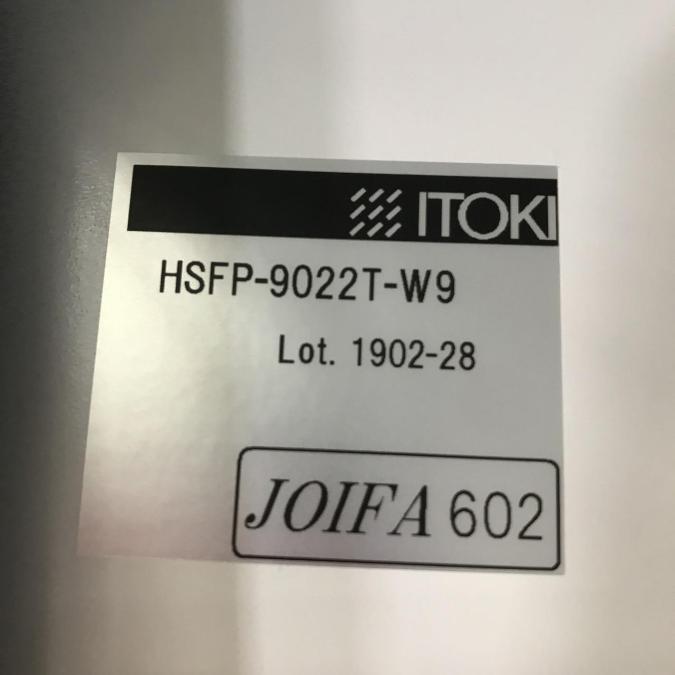 ITOKI
HSFP-9022T-W9
Lot. 1902-28
JOIFA 602